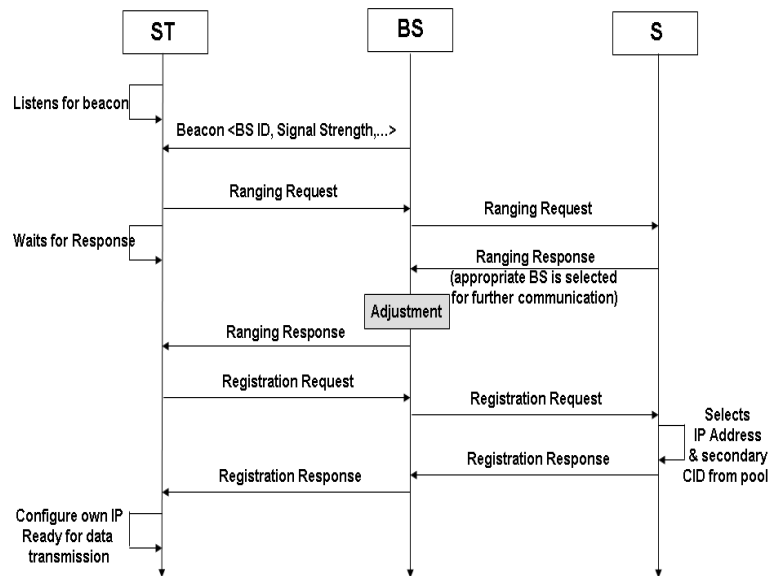 ST
BS
S
Listens for beacon
Beacon <BS ID, Signal Strength,...>
Ranging Request
Ranging Request
Waits for Response
Ranging Response
(appropriate BS is selected
for further communication)
Adjustment
Ranging Response
Registration Request
Registration Request
Selects
IP Address
& secondary
CID from pool
Registration Response
Registration Response
Configure own IP
Ready for data
transmission